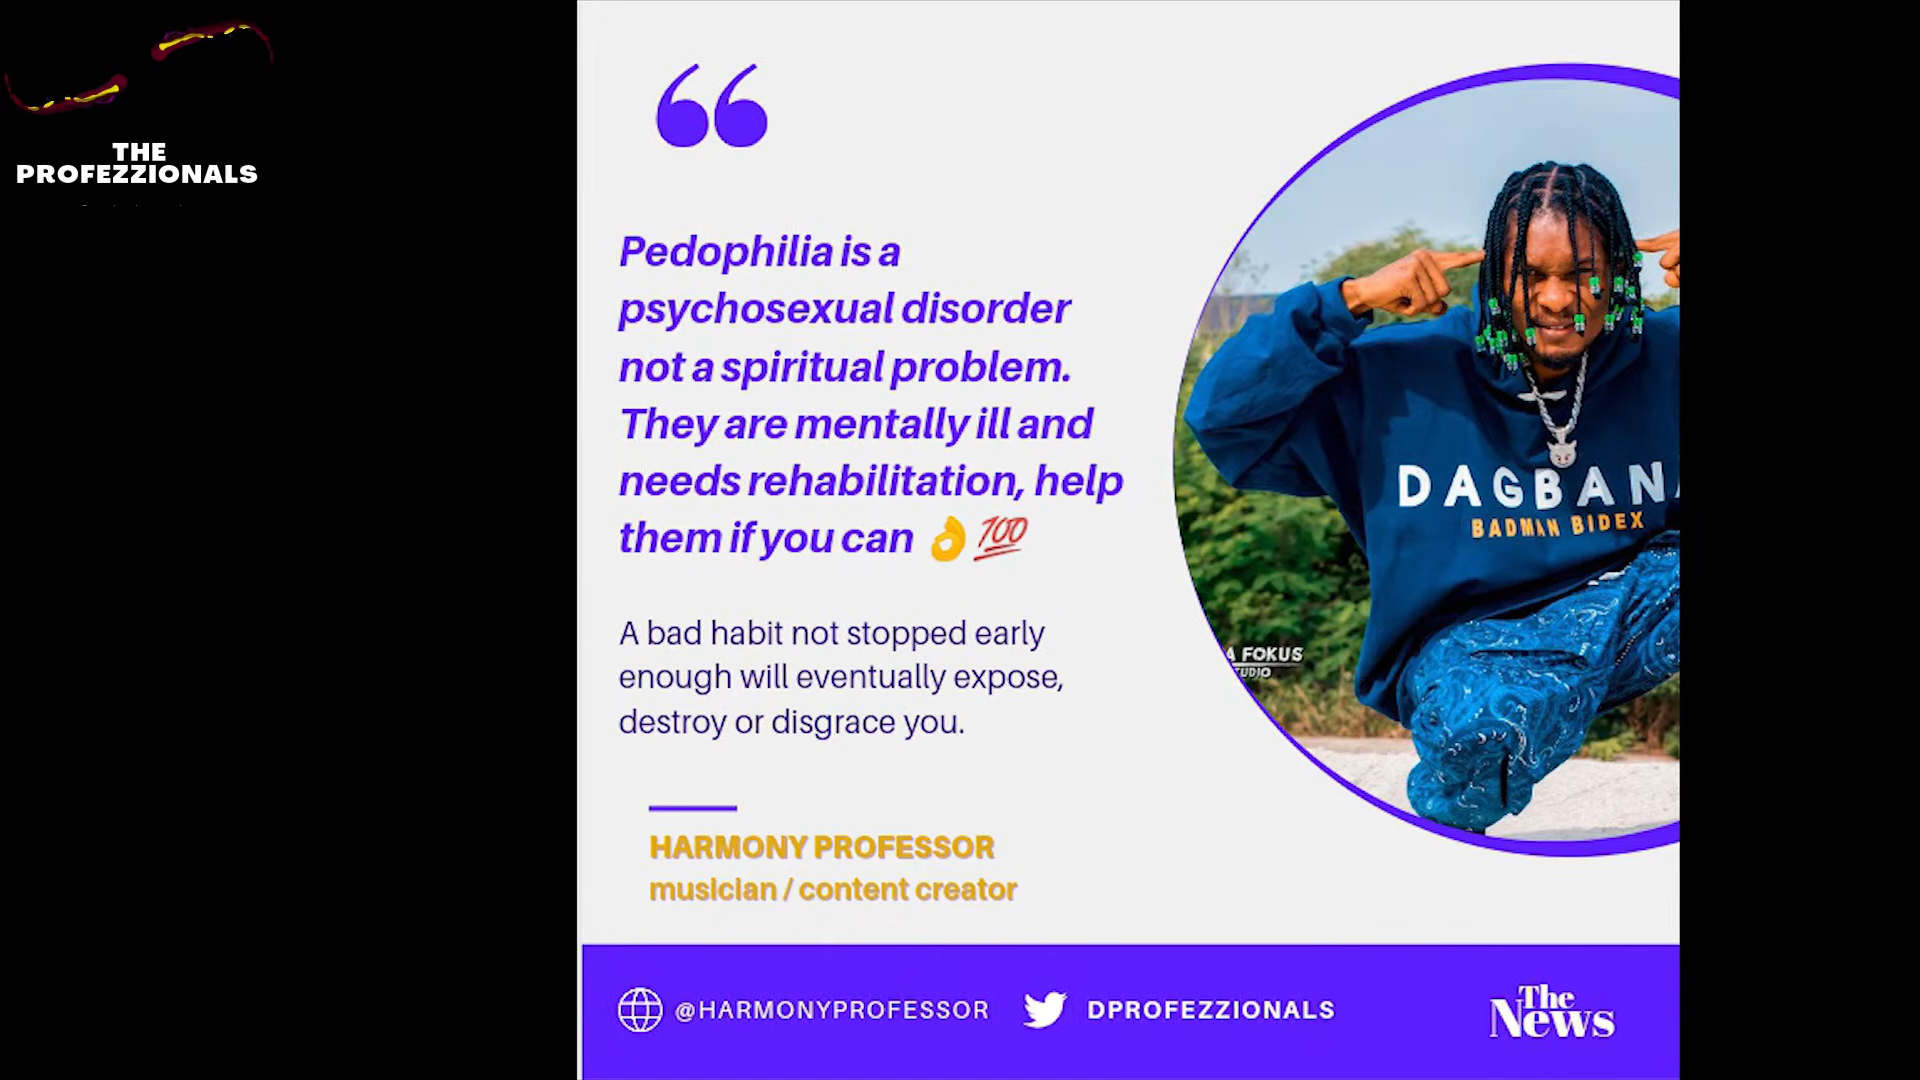 THE
PROFEZZIONALS
Pedophilia is a
psychosexual disorder
not a spiritual problem.
They are mentally ill and
needs rehabilitation, help
them if you can 👌💯
A bad habit not stopped early
enough will eventually expose,
destroy or disgrace you.
HARMONY PROFESSOR
musician / content creator
DAGBAN
BADMAN BIDEX
A FOKUS
@HARMONYPROFESSOR
DPROFEZZIONALS
The
News